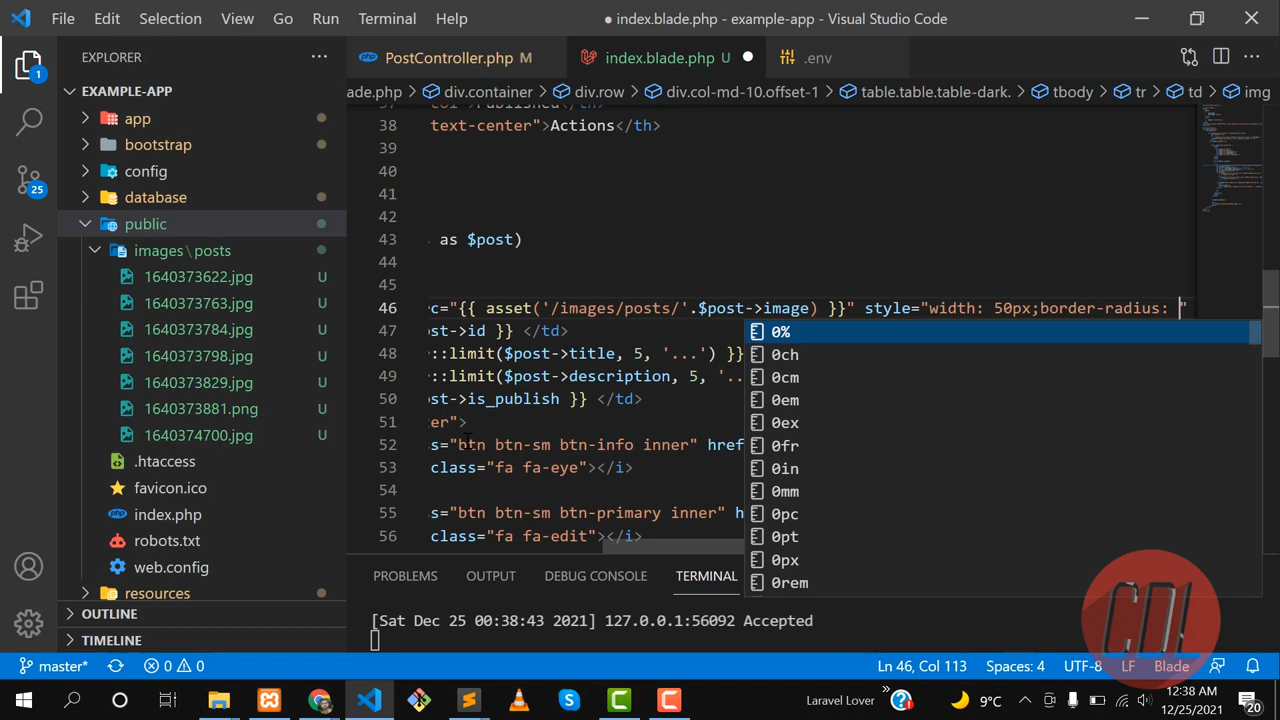 File Edit Selection View Go Run Terminal Help
● index.blade.php - example-app - Visual Studio Code
EXPLORER
PostController.php M
index.blade.php U
.env
EXAMPLE-APP
ade.php > div.container > div.row > div.col-md-10.offset-1 > table.table.table-dark. > tbody > tr > td > img
app
bootstrap
config
database
public
images\posts
1640373622.jpg U
1640373763.jpg U
1640373784.jpg U
1640373798.jpg U
1640373829.jpg U
1640373881.png U
1640374700.jpg U
.htaccess
favicon.ico
index.php
robots.txt
web.config
resources
OUTLINE
TIMELINE
38 text-center">Actions</th>
39
40
41
42
43 as $post)
44
45
46 c="{{ asset('/images/posts/'.$post->image) }}" style="width: 50px;border-radius: "
47 ost->id }} </td>
48 ::limit($post->title, 5, '...') }}
49 ::limit($post->description, 5, '..
50 ost->is_publish }} </td>
51 er">
52 s="btn btn-sm btn-info inner" href
53 class="fa fa-eye"></i>
54
55 s="btn btn-sm btn-primary inner" h
56 class="fa fa-edit"></i>
0%
0ch
0cm
0em
0ex
0fr
0in
0mm
0pc
0pt
0px
0rem
PROBLEMS OUTPUT DEBUG CONSOLE TERMINAL
[Sat Dec 25 00:38:43 2021] 127.0.0.1:56092 Accepted
1
25
master* 0 0
Ln 46, Col 113 Spaces: 4 UTF-8 LF Blade
Laravel Lover
9°C
12:38 AM
12/25/2021
20